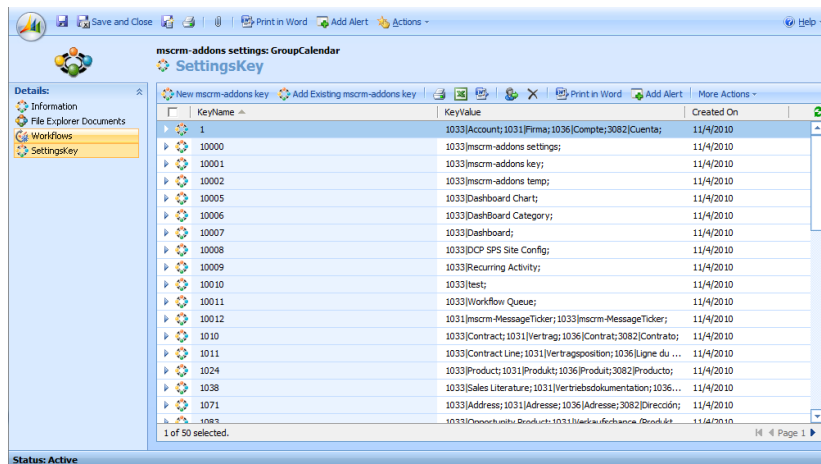 Save and Close Print in Word Add Alert Actions Help
mscrm-addons settings: GroupCalendar
SettingsKey
Details:
Information
File Explorer Documents
Workflows
SettingsKey
New mscrm-addons key Add Existing mscrm-addons key Print in Word Add Alert More Actions
KeyName KeyValue Created On
1 1033|Account;1031|Firma;1036|Compte;3082|Cuenta; 11/4/2010
10000 1033|mscrm-addons settings; 11/4/2010
10001 1033|mscrm-addons key; 11/4/2010
10002 1033|mscrm-addons temp; 11/4/2010
10005 1033|Dashboard Chart; 11/4/2010
10006 1033|DashBoard Category; 11/4/2010
10007 1033|Dashboard; 11/4/2010
10008 1033|DCP SPS Site Config; 11/4/2010
10009 1033|Recurring Activity; 11/4/2010
10010 1033|test; 11/4/2010
10011 1033|Workflow Queue; 11/4/2010
10012 1031|mscrm-MessageTicker;1033|mscrm-MessageTicker; 11/4/2010
1010 1033|Contract;1031|Vertrag;1036|Contrat;3082|Contrato; 11/4/2010
1011 1033|Contract Line;1031|Vertragsposition;1036|Ligne du ... 11/4/2010
1024 1033|Product;1031|Produkt;1036|Produit;3082|Producto; 11/4/2010
1038 1033|Sales Literature;1031|Vertriebsdokumentation;1036... 11/4/2010
1071 1033|Address;1031|Adresse;1036|Adresse;3082|Dirección; 11/4/2010
1083 1033|Opportunity Product;1031|Verkaufschance (Produkt... 11/4/2010
1 of 50 selected. Page 1
Status: Active